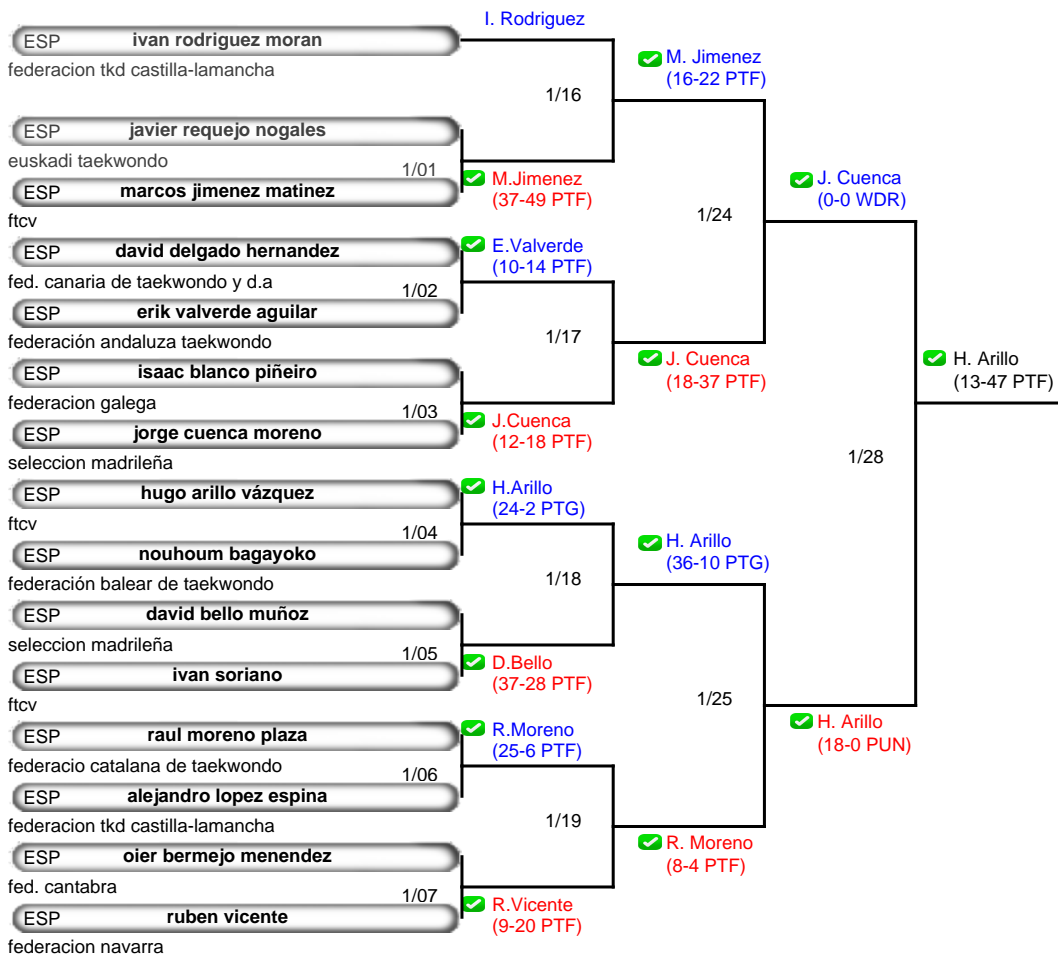 I. Rodriguez
ESP ivan rodriguez moran
federacion tkd castilla-lamancha
M. Jimenez
(16-22 PTF)
1/16
ESP javier requejo nogales
euskadi taekwondo
1/01
ESP marcos jimenez matinez
ftcv
M.Jimenez
(37-49 PTF)
J. Cuenca
(0-0 WDR)
1/24
ESP david delgado hernandez
fed. canaria de taekwondo y d.a
E.Valverde
(10-14 PTF)
1/02
ESP erik valverde aguilar
federación andaluza taekwondo
1/17
ESP isaac blanco piñeiro
federacion galega
J. Cuenca
(18-37 PTF)
H. Arillo
(13-47 PTF)
1/03
ESP jorge cuenca moreno
seleccion madrileña
J.Cuenca
(12-18 PTF)
1/28
ESP hugo arillo vázquez
ftcv
H.Arillo
(24-2 PTG)
1/04
ESP nouhoum bagayoko
federación balear de taekwondo
H. Arillo
(36-10 PTG)
1/18
ESP david bello muñoz
seleccion madrileña
1/05
ESP ivan soriano
ftcv
D.Bello
(37-28 PTF)
1/25
ESP raul moreno plaza
federacio catalana de taekwondo
R.Moreno
(25-6 PTF)
H. Arillo
(18-0 PUN)
1/06
ESP alejandro lopez espina
federacion tkd castilla-lamancha
1/19
ESP oier bermejo menendez
fed. cantabra
R. Moreno
(8-4 PTF)
1/07
ESP ruben vicente
federacion navarra
R.Vicente
(9-20 PTF)